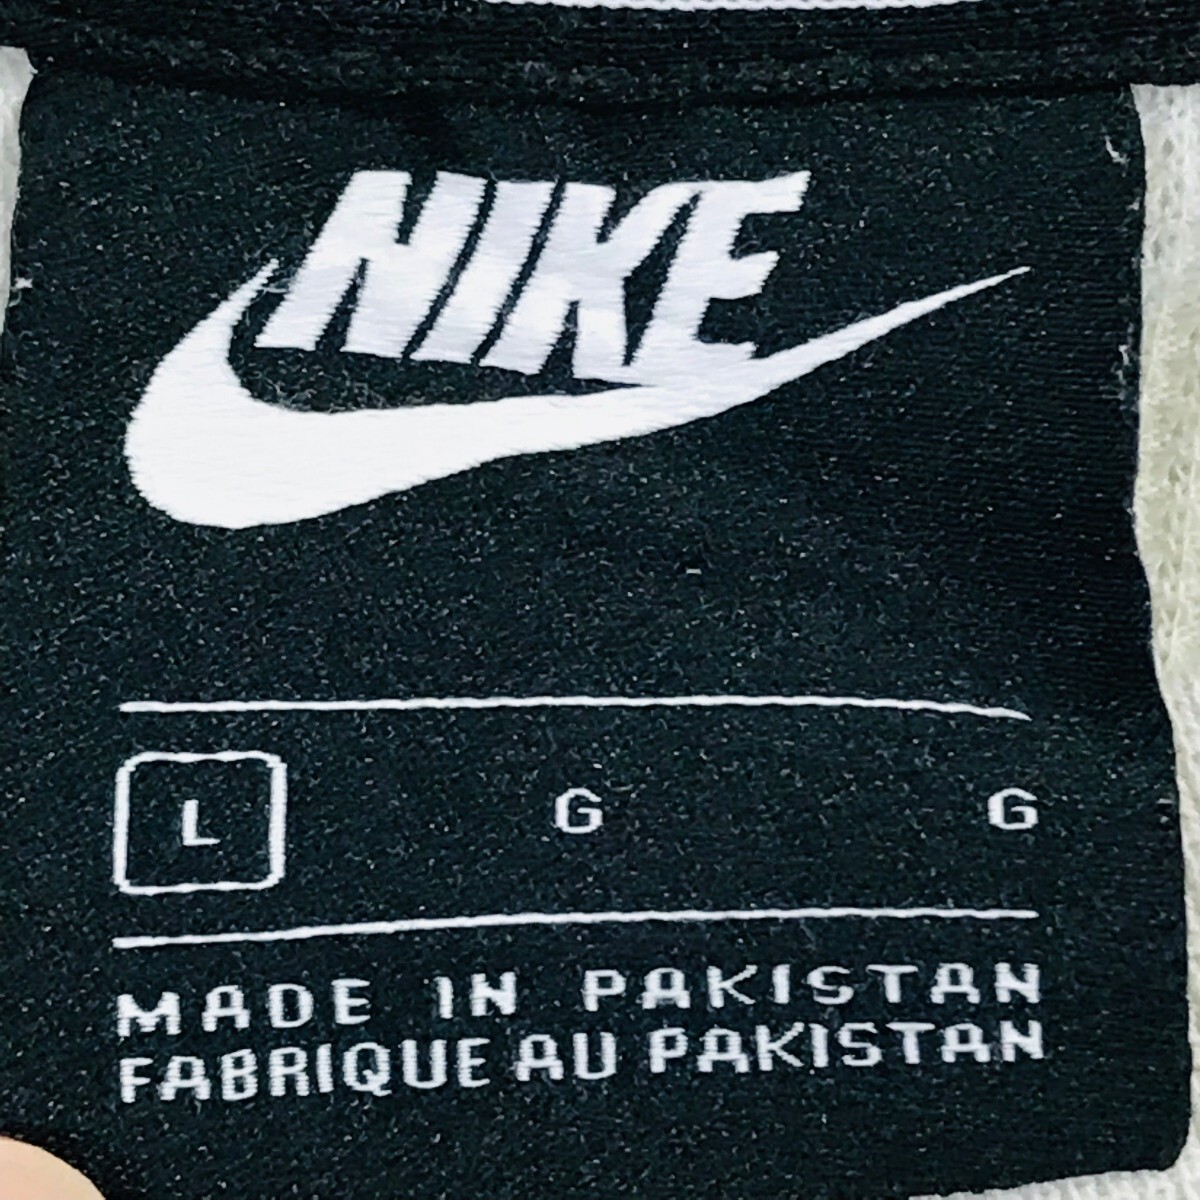 NIKE
L G G
MADE IN PAKISTAN
FABRIQUE AU PAKISTAN